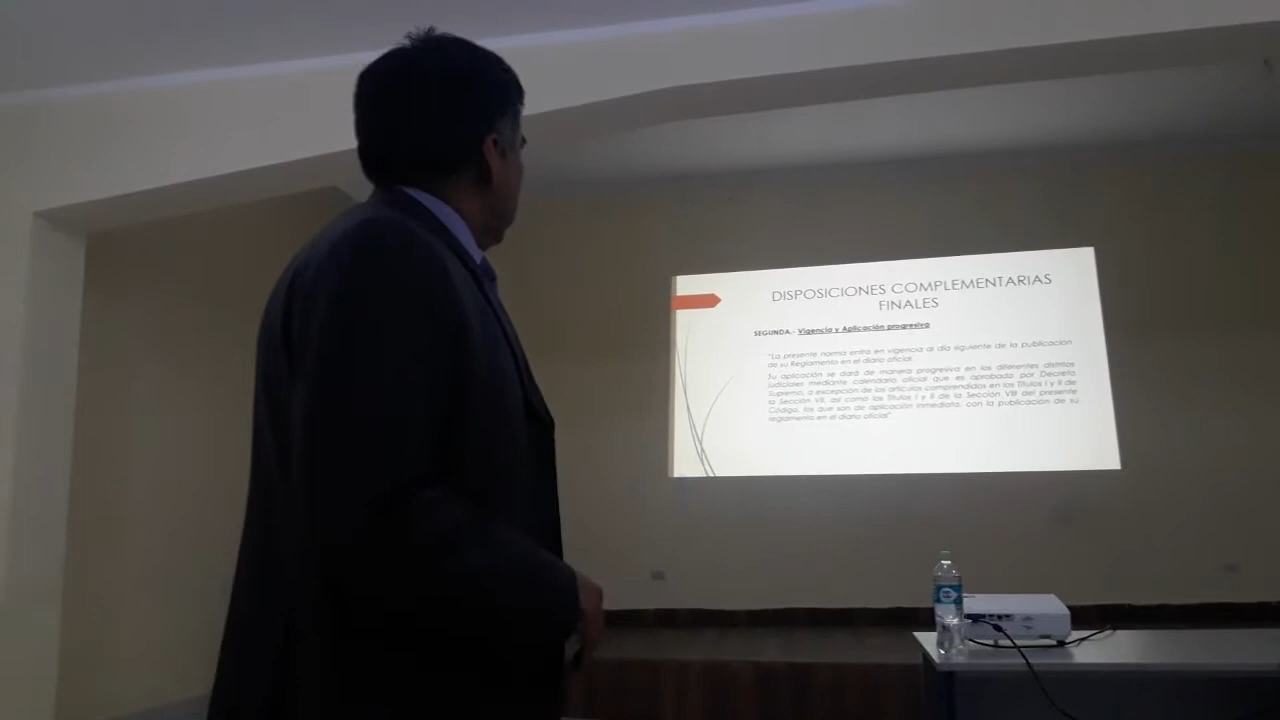 DISPOSICIONES COMPLEMENTARIAS
FINALES
SEGUNDA.- Vigencia y Aplicación progresiva
"La presente norma entra en vigencia al día siguiente de la publicación
de su Reglamento en el diario oficial.
Su aplicación se dará de manera progresiva en los diferentes distritos
judiciales mediante calendario oficial que es aprobado por Decreto
Supremo, a excepción de los artículos comprendidos en los Títulos I y II de
la Sección VII, así como los Títulos I y II de la Sección VIII del presente
Código, los que son de aplicación inmediata, con la publicación de su
reglamento en el diario oficial"